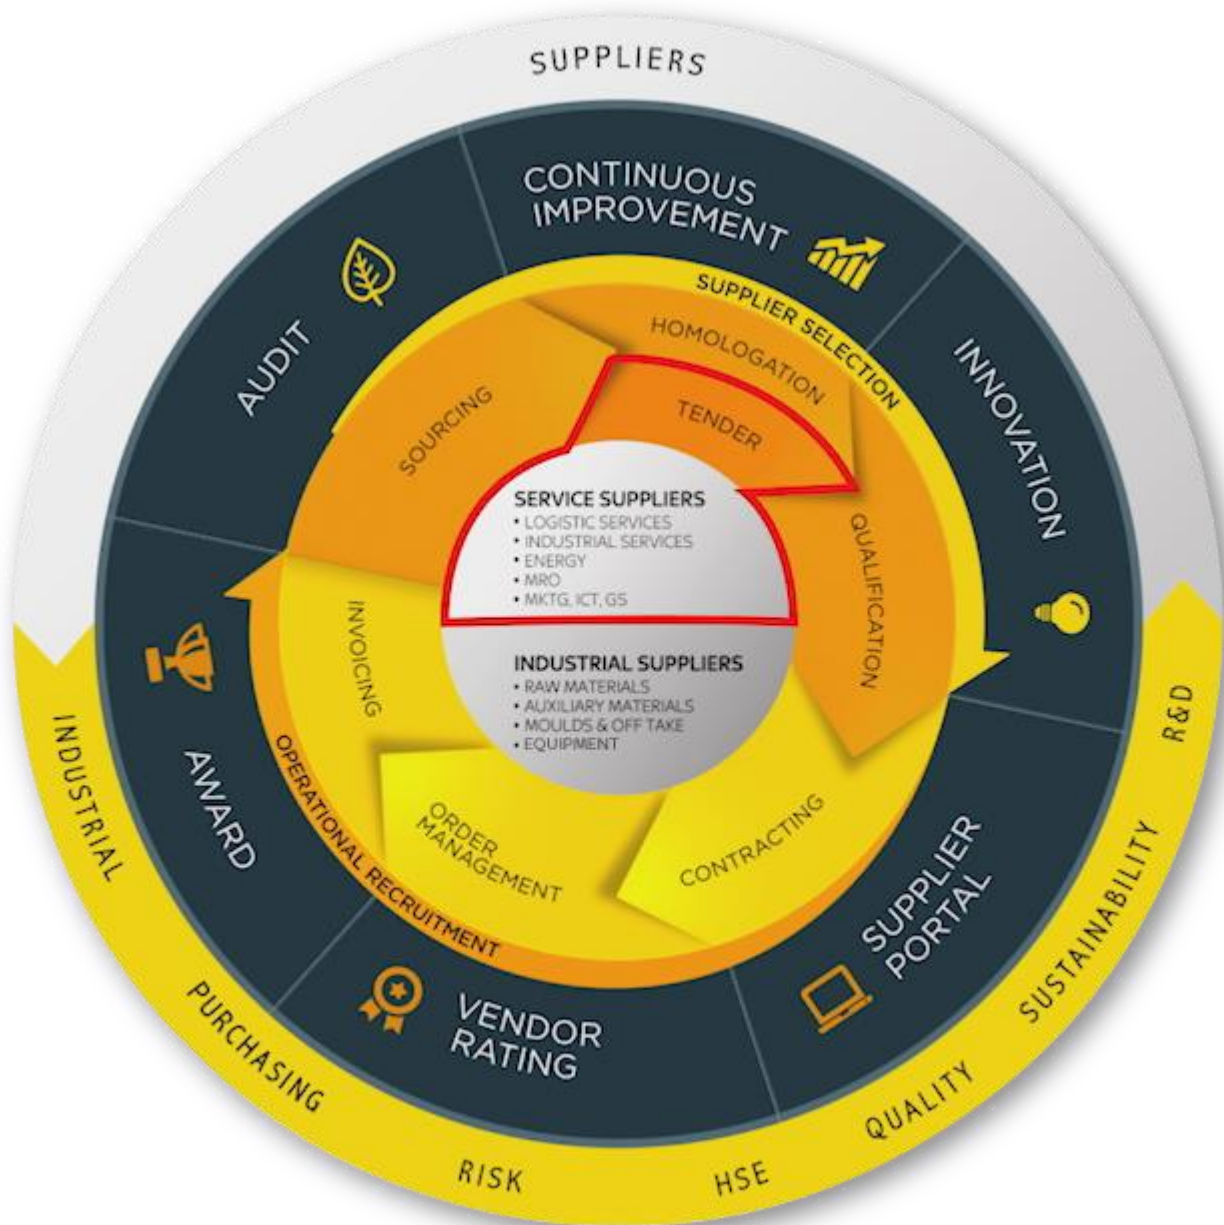 SUPPLIERS
CONTINUOUS
IMPROVEMENT
INNOVATION
SUPPLIER
PORTAL
VENDOR
RATING
AWARD
AUDIT
SUPPLIER SELECTION
HOMOLOGATION
TENDER
SOURCING
QUALIFICATION
CONTRACTING
ORDER
MANAGEMENT
INVOICING
OPERATIONAL RECRUITMENT
SERVICE SUPPLIERS
• LOGISTIC SERVICES
• INDUSTRIAL SERVICES
• ENERGY
• MRO
• MKTG, ICT, GS
INDUSTRIAL SUPPLIERS
• RAW MATERIALS
• AUXILIARY MATERIALS
• MOULDS & OFF TAKE
• EQUIPMENT
INDUSTRIAL
PURCHASING
RISK
HSE
QUALITY
SUSTAINABILITY
R&D